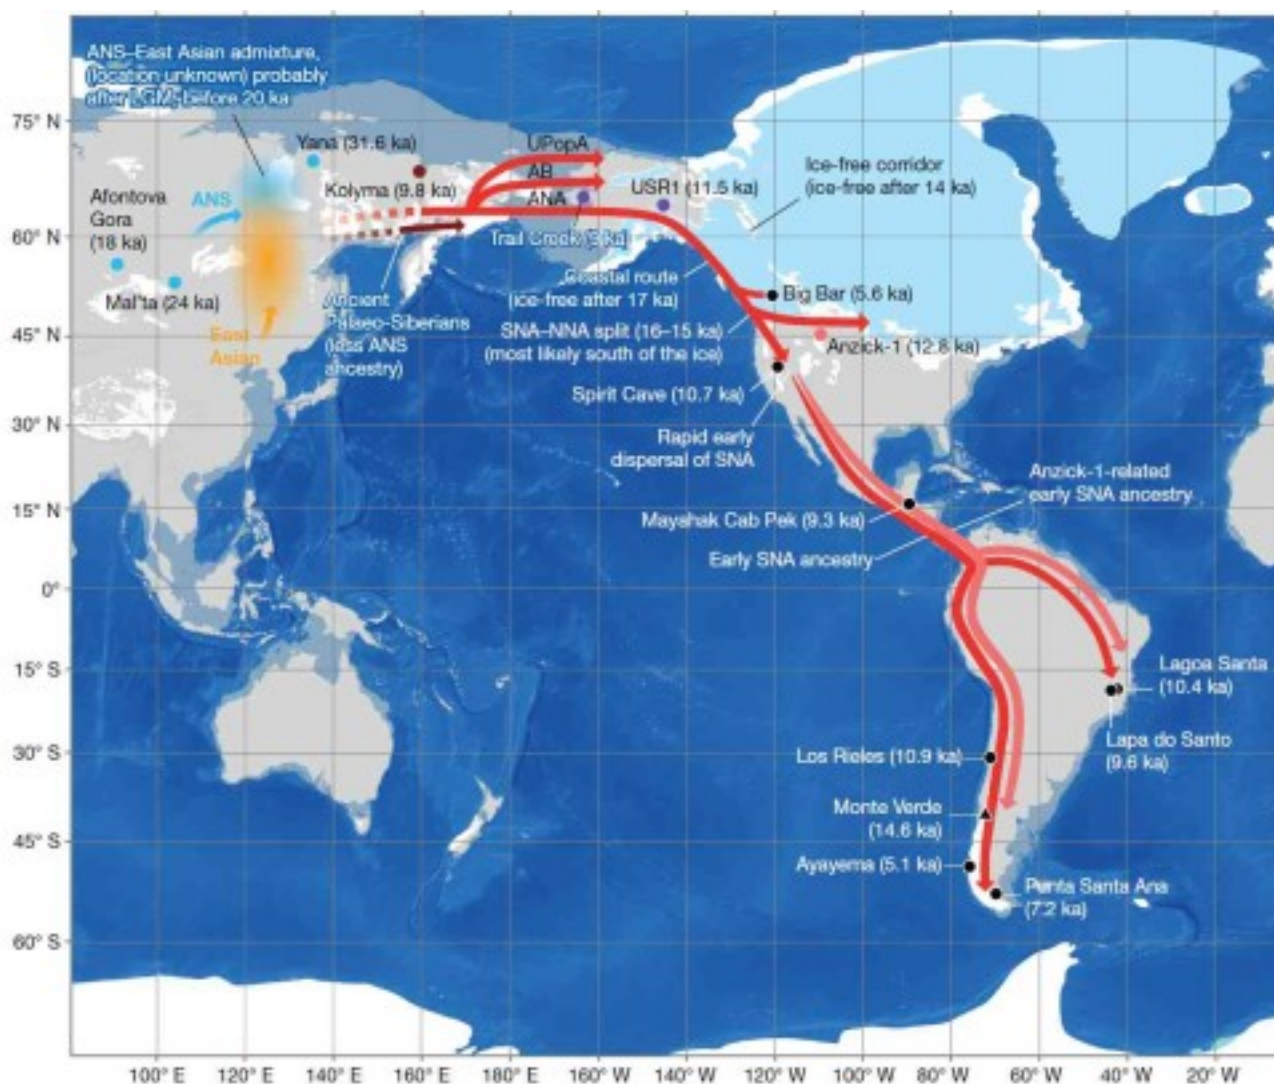 ANS–East Asian admixture,
(location unknown) probably
after LGM, before 20 ka
75° N
Yana (31.6 ka)
UPopA
AB
ANA
Kolyma (9.8 ka)
USR1 (11.5 ka)
Ice-free corridor
(ice-free after 14 ka)
Afontova
Gora
(18 ka)
ANS
60° N
Trail Creek (9 ka)
Mal'ta (24 ka)
Coastal route
(ice-free after 17 ka)
Big Bar (5.6 ka)
East
Asian
Ancient
Palaeo-Siberians
(less ANS
ancestry)
45° N
SNA–NNA split (16–15 ka)
(most likely south of the ice)
Anzick-1 (12.8 ka)
Spirit Cave (10.7 ka)
30° N
Rapid early
dispersal of SNA
Anzick-1-related
early SNA ancestry
15° N
Mayahak Cab Pek (9.3 ka)
Early SNA ancestry
0°
15° S
Lagoa Santa
(10.4 ka)
Lapa do Santo
(9.6 ka)
30° S
Los Rieles (10.9 ka)
Monte Verde
(14.6 ka)
45° S
Ayayema (5.1 ka)
Punta Santa Ana
(7.2 ka)
60° S
100° E
120° E
140° E
160° E
180°
160° W
140° W
120° W
100° W
80° W
60° W
40° W
20° W